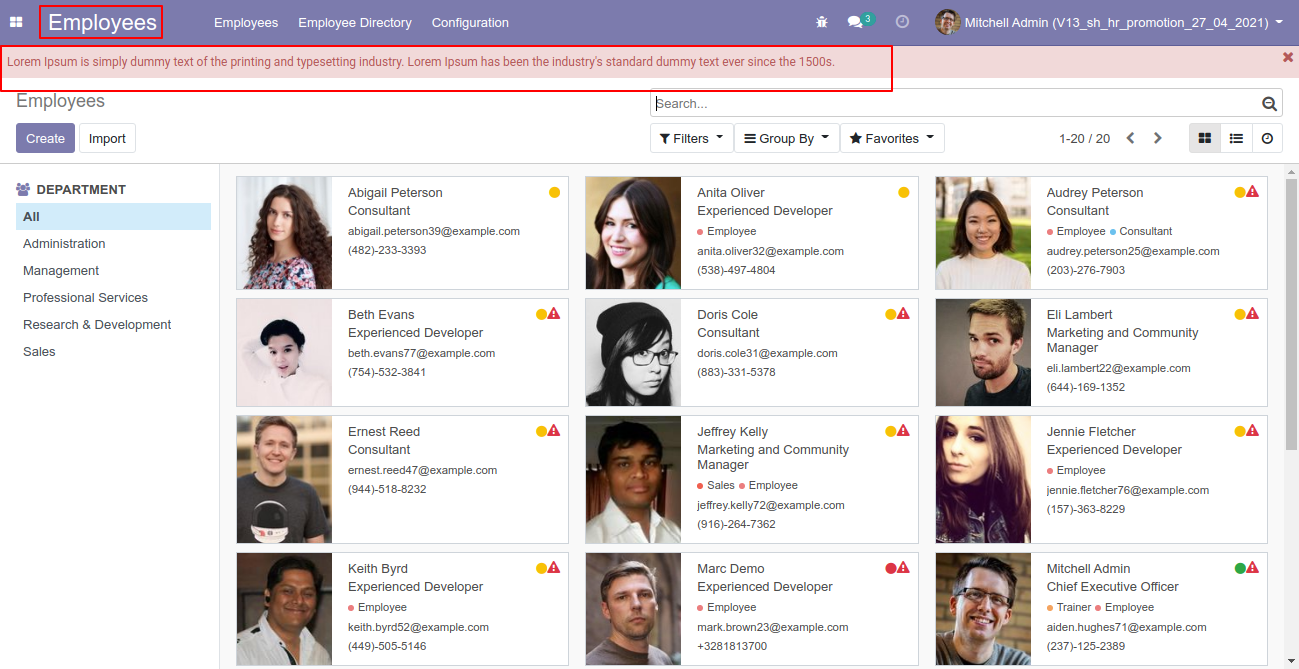 Employees Employees Employee Directory Configuration 3 Mitchell Admin (V13_sh_hr_promotion_27_04_2021)
Lorem Ipsum is simply dummy text of the printing and typesetting industry. Lorem Ipsum has been the industry's standard dummy text ever since the 1500s.
Employees
Search...
Create Import
Filters Group By Favorites 1-20 / 20
DEPARTMENT
All
Administration
Management
Professional Services
Research & Development
Sales
Abigail Peterson
Consultant
abigail.peterson39@example.com
(482)-233-3393
Anita Oliver
Experienced Developer
Employee
anita.oliver32@example.com
(538)-497-4804
Audrey Peterson
Consultant
Employee Consultant
audrey.peterson25@example.com
(203)-276-7903
Beth Evans
Experienced Developer
beth.evans77@example.com
(754)-532-3841
Doris Cole
Consultant
doris.cole31@example.com
(883)-331-5378
Eli Lambert
Marketing and Community
Manager
eli.lambert22@example.com
(644)-169-1352
Ernest Reed
Consultant
ernest.reed47@example.com
(944)-518-8232
Jeffrey Kelly
Marketing and Community
Manager
Sales Employee
jeffrey.kelly72@example.com
(916)-264-7362
Jennie Fletcher
Experienced Developer
Employee
jennie.fletcher76@example.com
(157)-363-8229
Keith Byrd
Experienced Developer
Employee
keith.byrd52@example.com
(449)-505-5146
Marc Demo
Experienced Developer
Employee
mark.brown23@example.com
+3281813700
Mitchell Admin
Chief Executive Officer
Trainer Employee
aiden.hughes71@example.com
(237)-125-2389